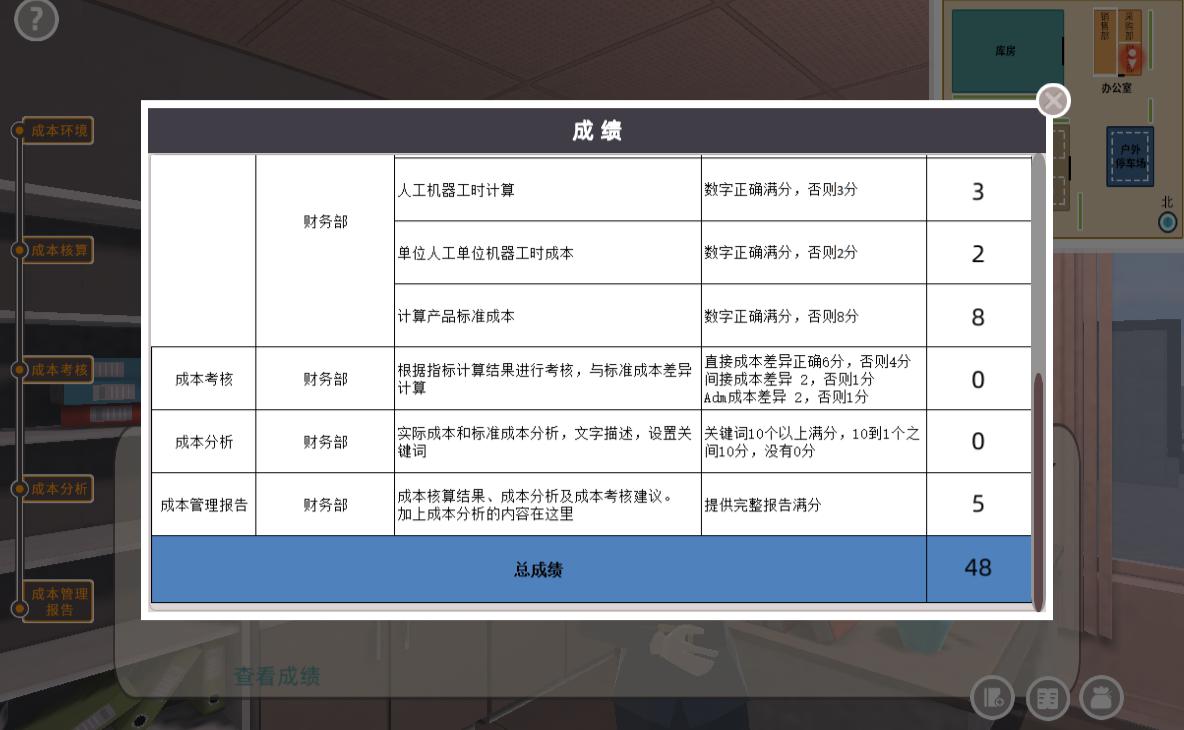 ?
库房
销售部
采购部
办公室
户外
停车场
北
成本环境
成本核算
成本考核
成本分析
成本管理
报告
成绩
财务部
人工机器工时计算
数字正确满分，否则3分
3
单位人工单位机器工时成本
数字正确满分，否则2分
2
计算产品标准成本
数字正确满分，否则8分
8
成本考核
财务部
根据指标计算结果进行考核，与标准成本差异
计算
直接成本差异正确6分，否则4分
间接成本差异 2，否则1分
Adm成本差异 2，否则1分
0
成本分析
财务部
实际成本和标准成本分析，文字描述，设置关
键词
关键词10个以上满分，10到1个之
间10分，没有0分
0
成本管理报告
财务部
成本核算结果、成本分析及成本考核建议。
加上成本分析的内容在这里
提供完整报告满分
5
总成绩
48
查看成绩